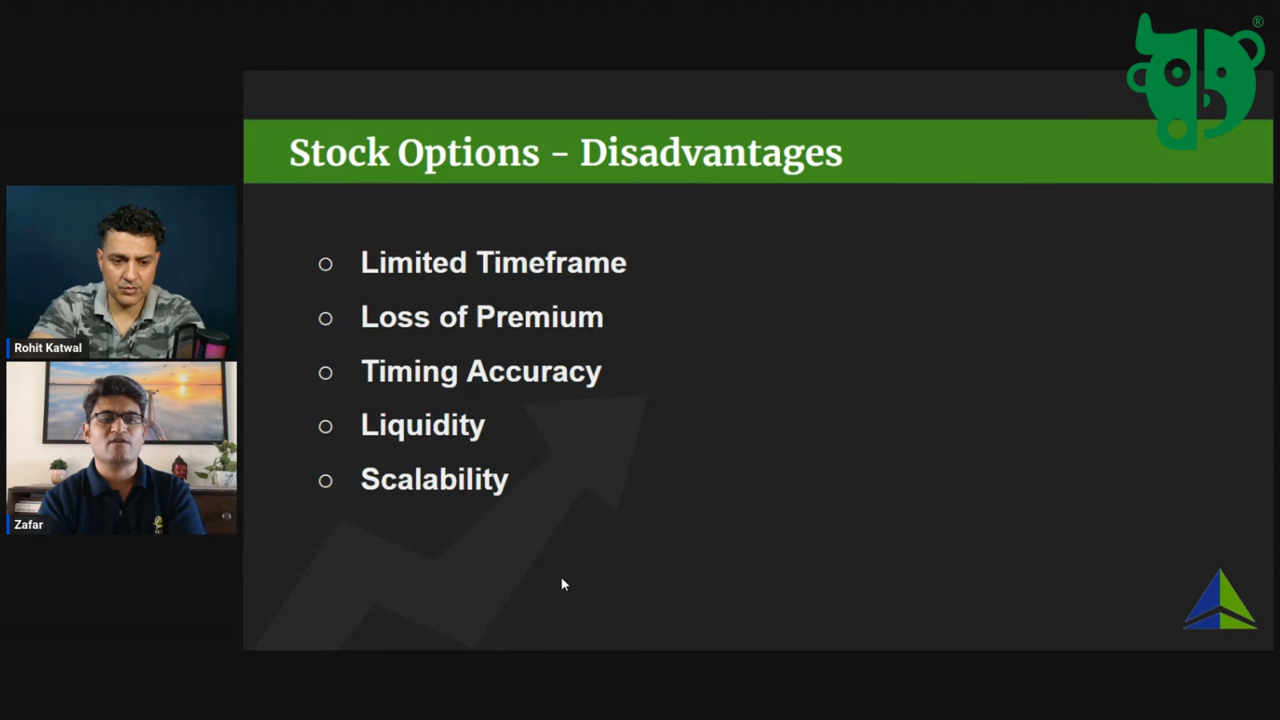 Stock Options - Disadvantages
○ Limited Timeframe
○ Loss of Premium
○ Timing Accuracy
○ Liquidity
○ Scalability
Rohit Katwal
Zafar
®